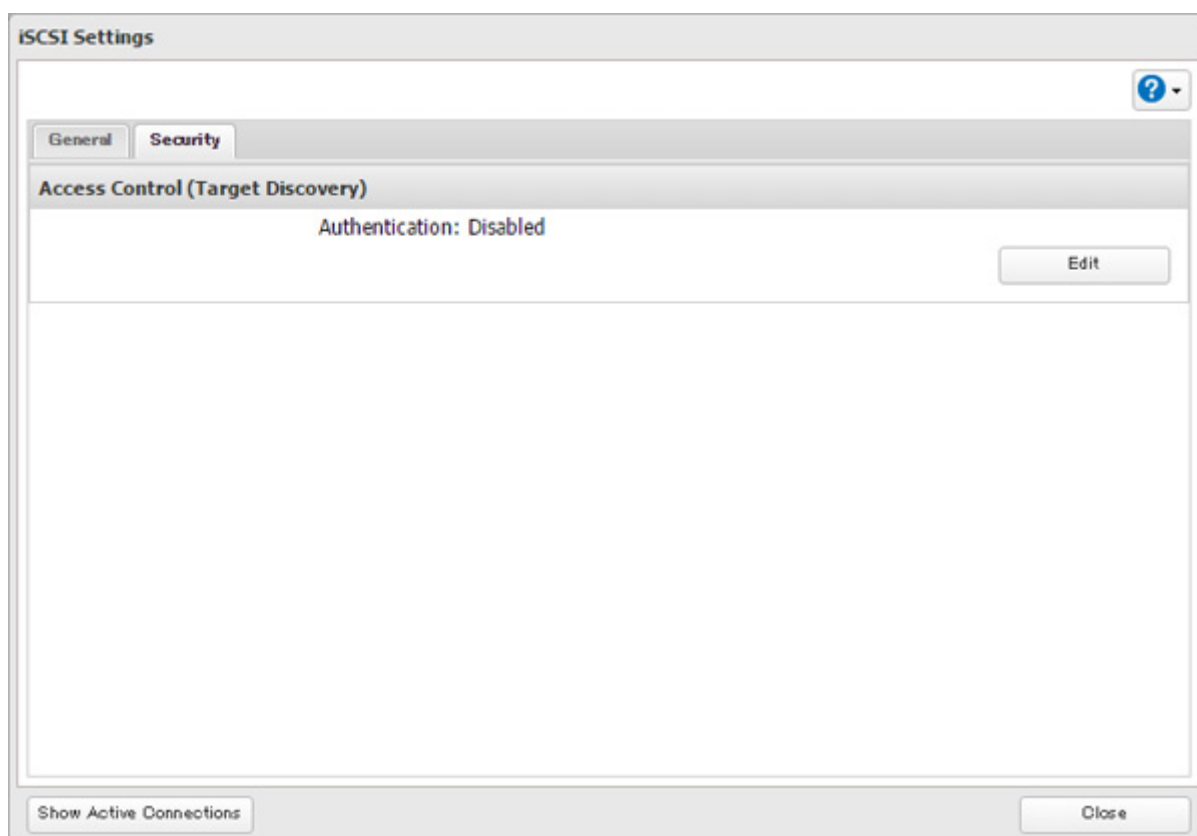 iSCSI Settings
?
General Security
Access Control (Target Discovery)
Authentication: Disabled
Edit
Show Active Connections Close